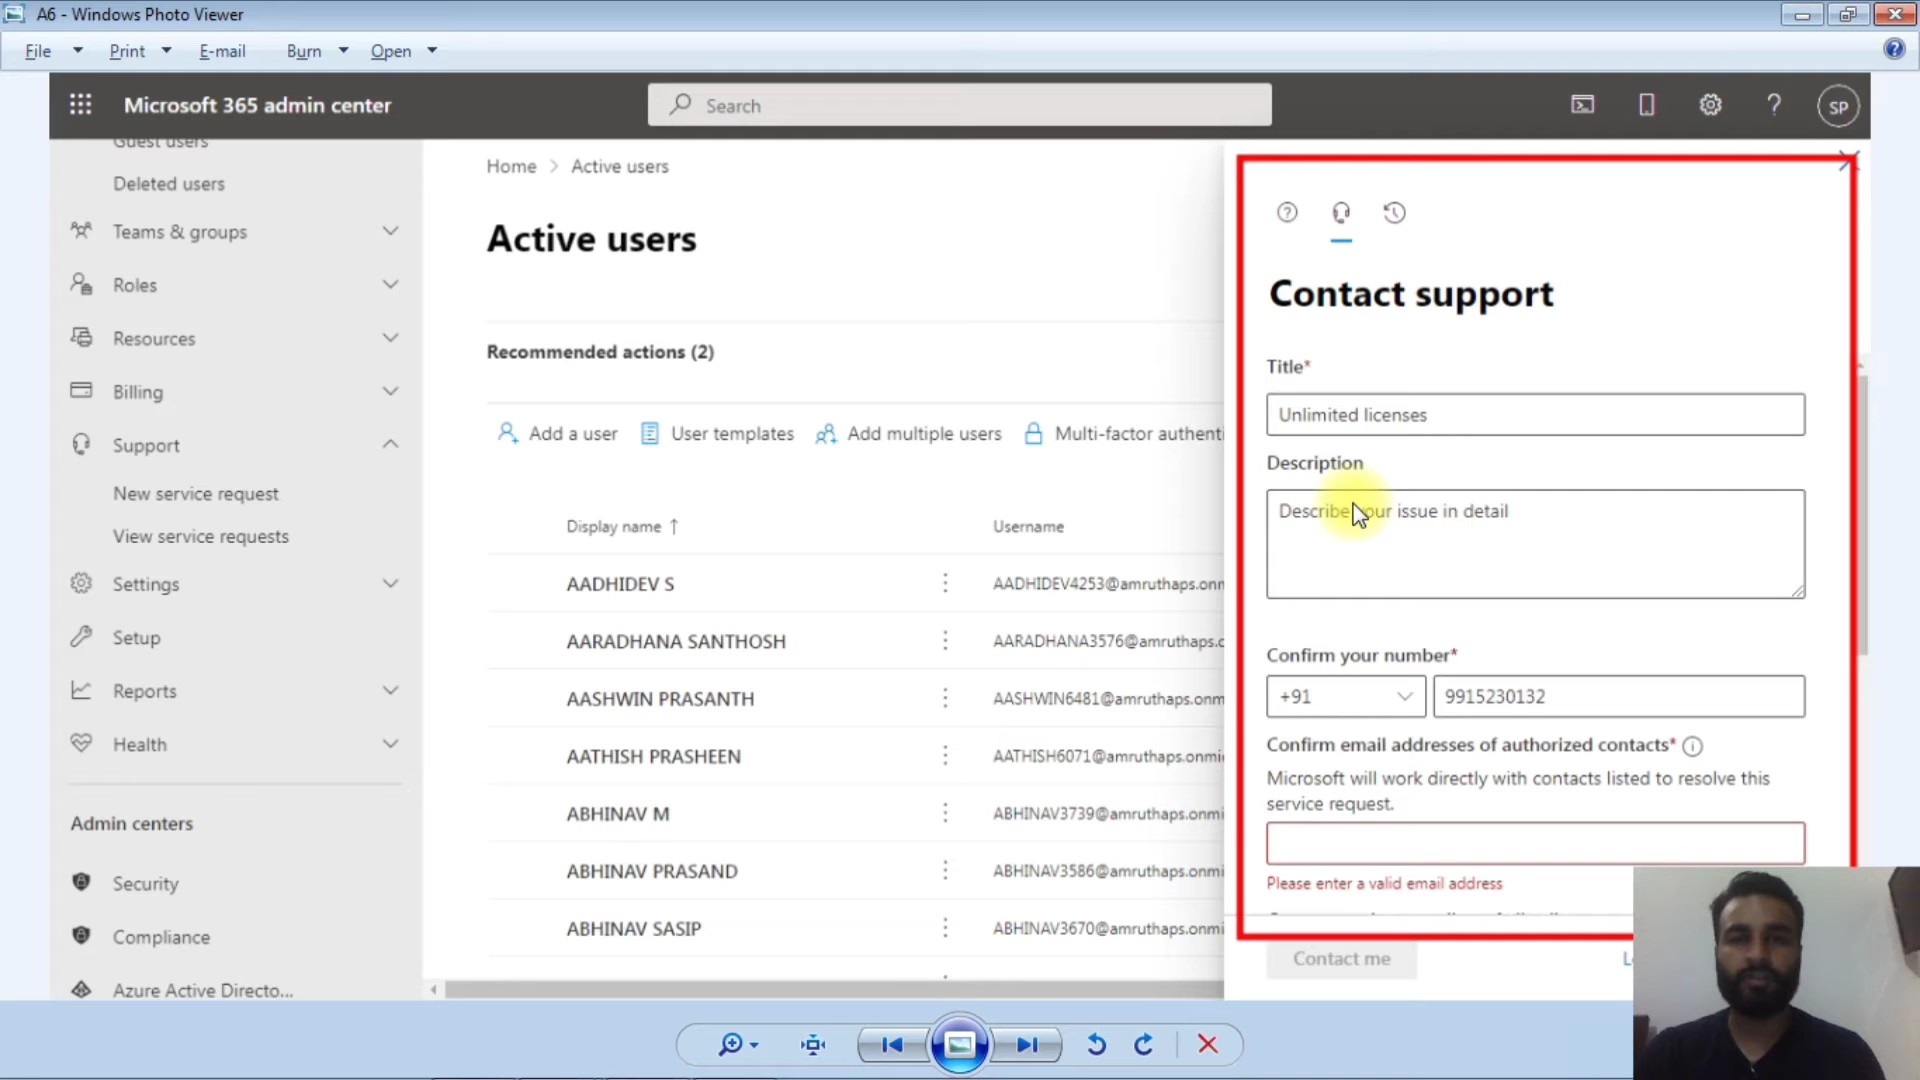 A6 - Windows Photo Viewer
File Print E-mail Burn Open
Microsoft 365 admin center
Search
SP
Guest users
Deleted users
Teams & groups
Roles
Resources
Billing
Support
New service request
View service requests
Settings
Setup
Reports
Health
Admin centers
Security
Compliance
Azure Active Directo...
Home > Active users
Active users
Recommended actions (2)
Add a user User templates Add multiple users Multi-factor authenti
Display name ↑ Username
AADHIDEV S AADHIDEV4253@amruthaps.onm
AARADHANA SANTHOSH AARADHANA3576@amruthaps.c
AASHWIN PRASANTH AASHWIN6481@amruthaps.onm
AATHISH PRASHEEN AATHISH6071@amruthaps.onmi
ABHINAV M ABHINAV3739@amruthaps.onmi
ABHINAV PRASAND ABHINAV3586@amruthaps.onmi
ABHINAV SASIP ABHINAV3670@amruthaps.onmi
Contact support
Title*
Unlimited licenses
Description
Describe your issue in detail
Confirm your number*
+91 9915230132
Confirm email addresses of authorized contacts*
Microsoft will work directly with contacts listed to resolve this
service request.
Please enter a valid email address
Contact me